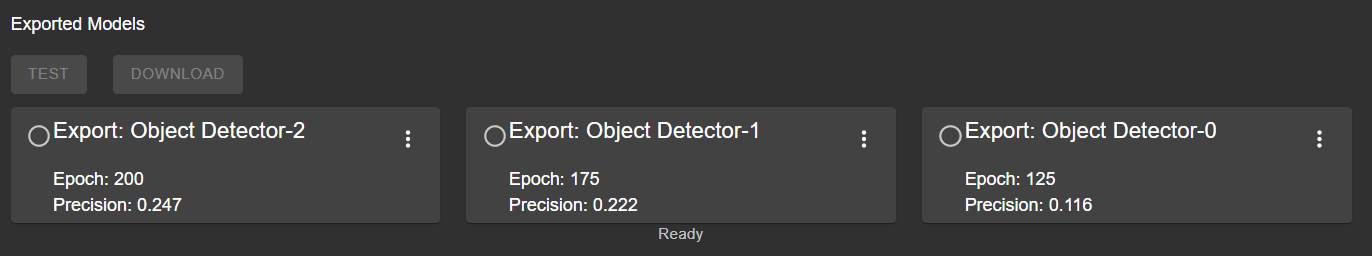 Exported Models
TEST
DOWNLOAD
Export: Object Detector-2
Epoch: 200
Precision: 0.247
Export: Object Detector-1
Epoch: 175
Precision: 0.222
Export: Object Detector-0
Epoch: 125
Precision: 0.116
Ready